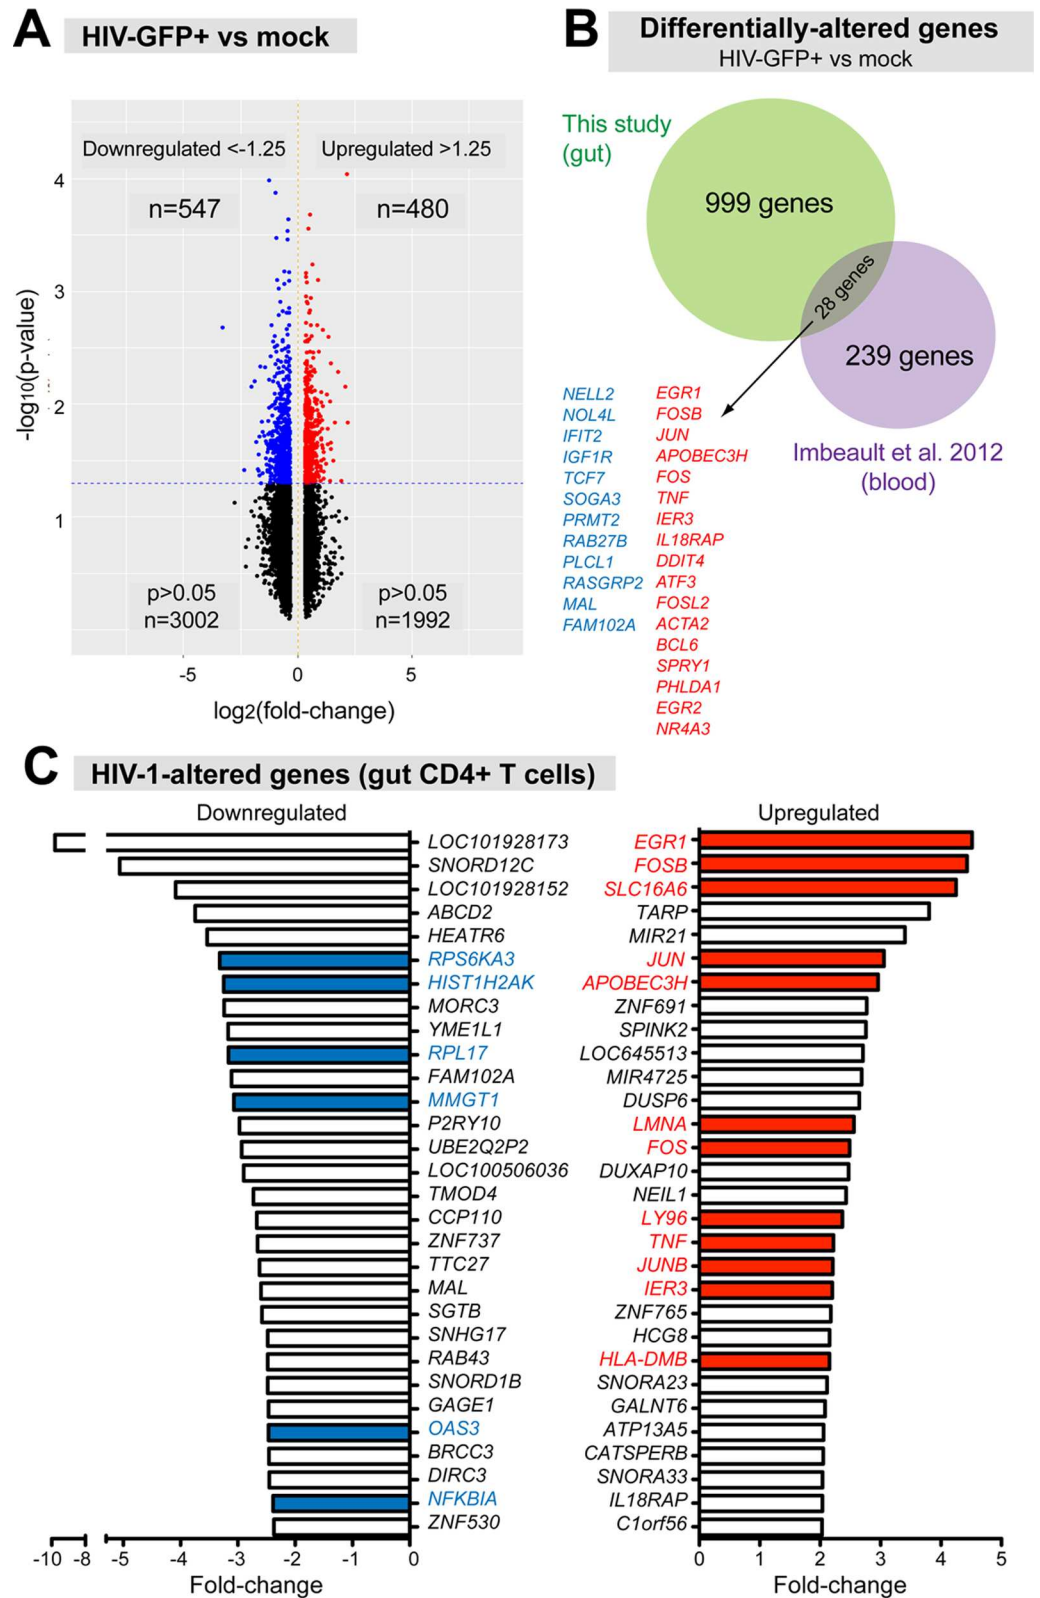 A HIV-GFP+ vs mock
Downregulated <-1.25
Upregulated >1.25
n=547
n=480
4
3
2
1
-log10(p-value)
p>0.05
n=3002
p>0.05
n=1992
-5
0
5
log2(fold-change)
B Differentially-altered genes
HIV-GFP+ vs mock
This study
(gut)
999 genes
28 genes
239 genes
Imbeault et al. 2012
(blood)
NELL2
NOL4L
IFIT2
IGF1R
TCF7
SOGA3
PRMT2
RAB27B
PLCL1
RASGRP2
MAL
FAM102A
EGR1
FOSB
JUN
APOBEC3H
FOS
TNF
IER3
IL18RAP
DDIT4
ATF3
FOSL2
ACTA2
BCL6
SPRY1
PHLDA1
EGR2
NR4A3
C HIV-1-altered genes (gut CD4+ T cells)
Downregulated
LOC101928173
SNORD12C
LOC101928152
ABCD2
HEATR6
RPS6KA3
HIST1H2AK
MORC3
YME1L1
RPL17
FAM102A
MMGT1
P2RY10
UBE2Q2P2
LOC100506036
TMOD4
CCP110
ZNF737
TTC27
MAL
SGTB
SNHG17
RAB43
SNORD1B
GAGE1
OAS3
BRCC3
DIRC3
NFKBIA
ZNF530
-10
-8
-5
-4
-3
-2
-1
0
Fold-change
Upregulated
EGR1
FOSB
SLC16A6
TARP
MIR21
JUN
APOBEC3H
ZNF691
SPINK2
LOC645513
MIR4725
DUSP6
LMNA
FOS
DUXAP10
NEIL1
LY96
TNF
JUNB
IER3
ZNF765
HCG8
HLA-DMB
SNORA23
GALNT6
ATP13A5
CATSPERB
SNORA33
IL18RAP
C1orf56
0
1
2
3
4
5
Fold-change